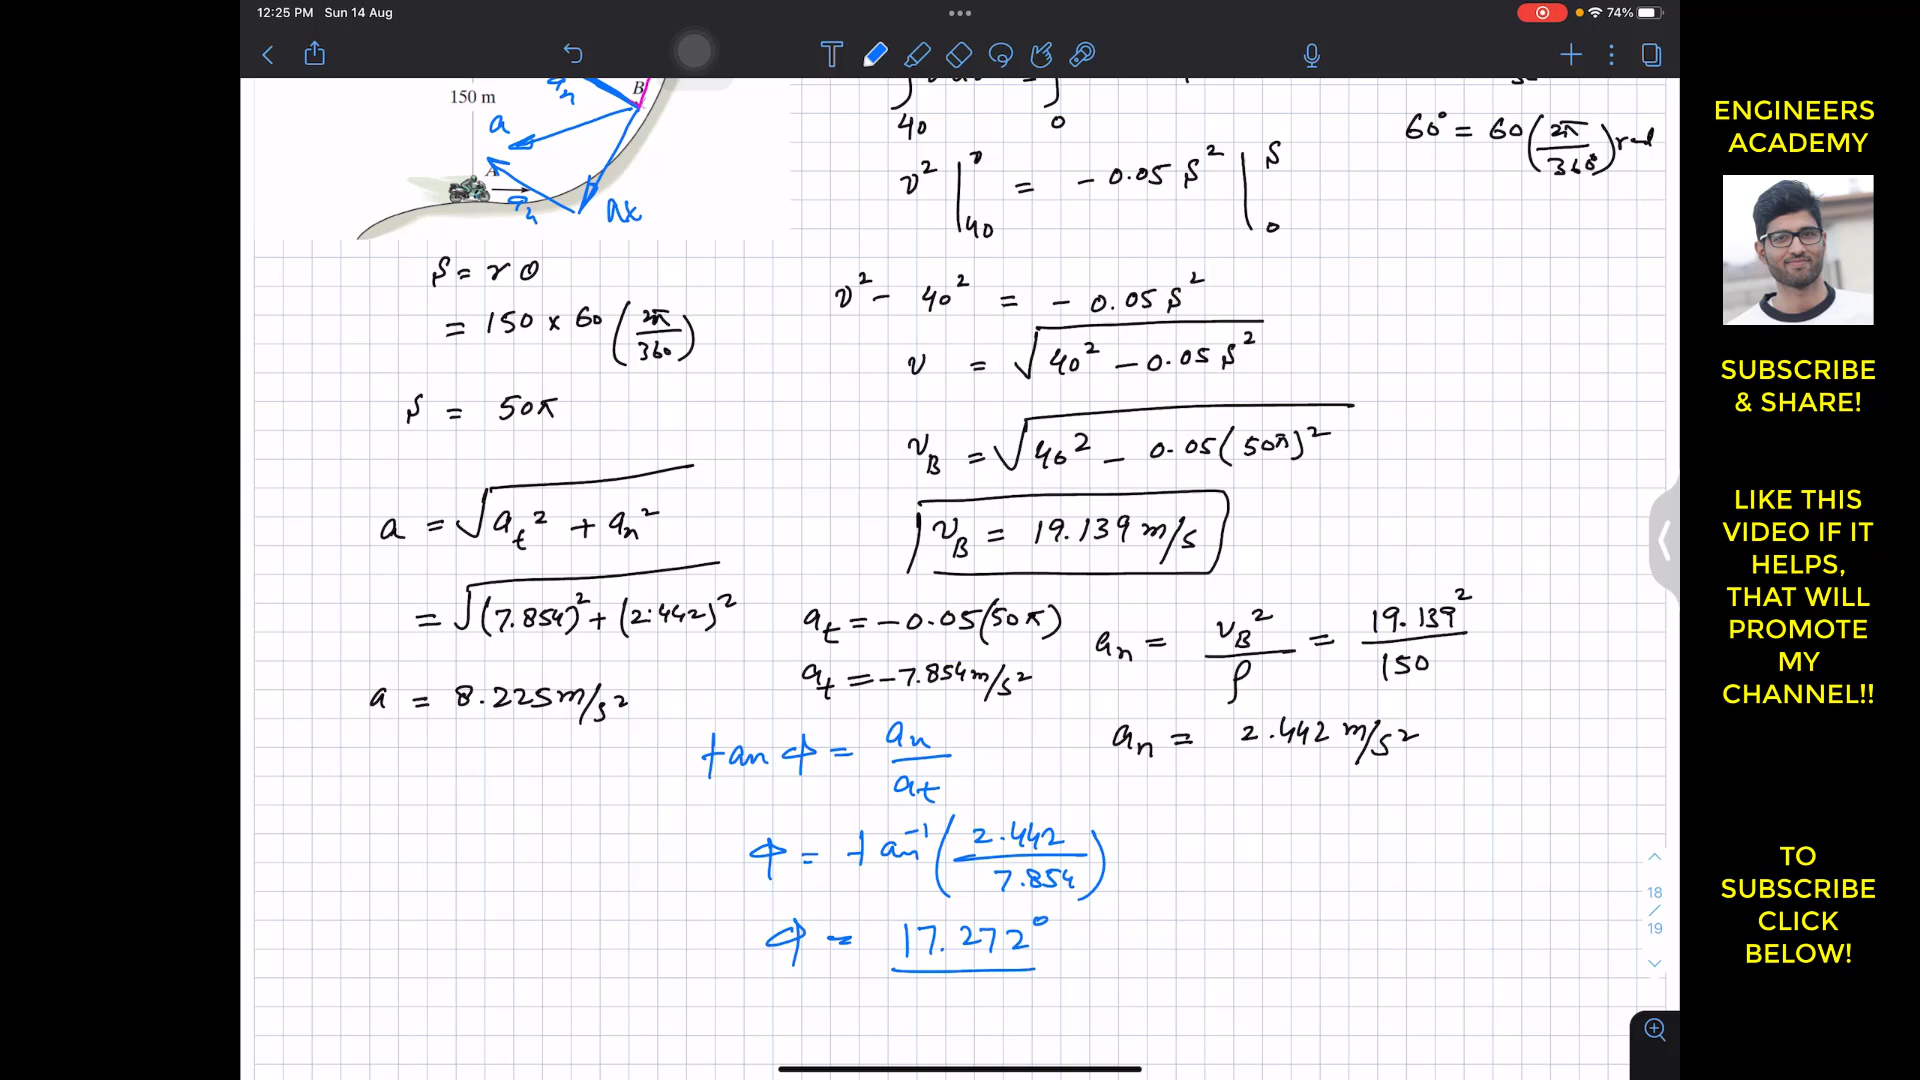 12:25 PM Sun 14 Aug
74%
150 m
B
an
a
A
an
at
40
0
60° = 60 (2π/360°) rad
v² |₄₀ᵛ = - 0.05 s² |₀ˢ
v² - 40² = - 0.05 s²
v = √(40² - 0.05 s²)
v_B = √(40² - 0.05 (50π)²)
v_B = 19.139 m/s
s = r θ
= 150 × 60 (2π/360)
s = 50π
a = √(a_t² + a_n²)
= √((7.854)² + (2.442)²)
a = 8.225 m/s²
a_t = -0.05(50π)
a_t = -7.854 m/s²
a_n = v_B²/ρ = 19.139²/150
a_n = 2.442 m/s²
tan ϕ = a_n/a_t
ϕ = tan⁻¹ (2.442/7.854)
ϕ = 17.272°
18
/
19
ENGINEERS
ACADEMY
SUBSCRIBE
& SHARE!
LIKE THIS
VIDEO IF IT
HELPS,
THAT WILL
PROMOTE
MY
CHANNEL!!
TO
SUBSCRIBE
CLICK
BELOW!